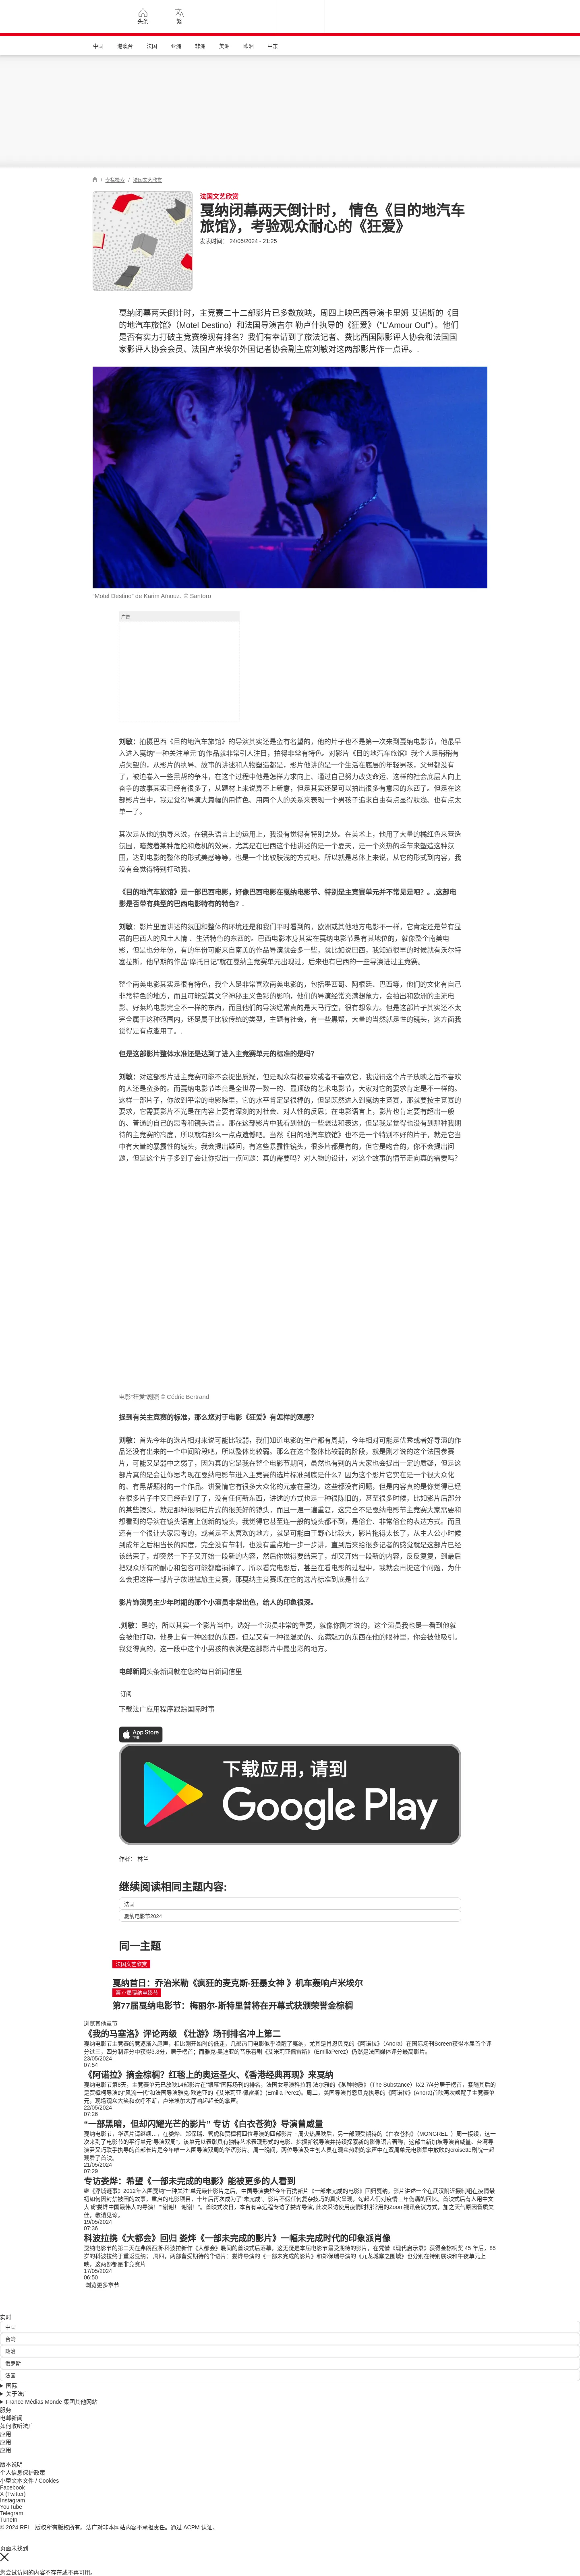 头条
繁
中国
港澳台
法国
亚洲
非洲
美洲
欧洲
中东
/ 专栏检索 / 法国文艺欣赏
法国文艺欣赏
戛纳闭幕两天倒计时, 情色《目的地汽车
旅馆》,考验观众耐心的《狂爱》
发表时间: 24/05/2024 - 21:25
戛纳闭幕两天倒计时,主竞赛二十二部影片已多数放映,周四上映巴西导演卡里姆 艾诺斯的《目
的地汽车旅馆》(Motel Destino)和法国导演吉尔 勒卢什执导的《狂爱》("L'Amour Ouf")。他们
是否有实力打破主竞赛榜现有排名?我们有幸请到了旅法记者、费比西国际影评人协会和法国国
家影评人协会会员、法国卢米埃尔外国记者协会副主席刘敏对这两部影片作一点评。.
"Motel Destino" de Karim Aïnouz. © Santoro
广告
刘敏:拍摄巴西《目的地汽车旅馆》的导演其实还是蛮有名望的,他的片子也不是第一次来到戛纳电影节,他最早
入进入戛纳"一种关注单元"的作品就非常引人注目,拍得非常有特色。对影片《目的地汽车旅馆》我个人是稍稍有
点失望的,从影片的执导、故事的讲述和人物塑造都是,影片他讲的是一个生活在底层的年轻男孩,父母都没有
了,被迫卷入一些黑帮的争斗,在这个过程中他是怎样力求向上、通过自己努力改变命运、这样的社会底层人向上
奋争的故事其实已经有很多了,从题材上来说算不上新意,但是其实还是可以拍出很多有意思的东西了。但是在这
部影片当中,我是觉得导演大篇幅的用情色、用两个人的关系来表现一个男孩子追求自由有点显得肤浅、也有点太
单一了。
其次是从他的执导来说,在镜头语言上的运用上,我没有觉得有特别之处。在美术上,他用了大量的橘红色来营造
氛围,暗藏着某种危险和危机的效果,尤其是在巴西这个他讲述的是一个夏天,是一个炎热的季节来塑造这种氛
围,达到电影的整体的形式美感等等,也是一个比较肤浅的方式吧。所以就是总体上来说,从它的形式到内容,我
没有会觉得特别打动我。
《目的地汽车旅馆》是一部巴西电影,好像巴西电影在戛纳电影节、特别是主竞赛单元并不常见是吧?。.这部电
影是否带有典型的巴西电影特有的特色?.
刘敏:影片里面讲述的氛围和整体的环境还是和我们平时看到的,欧洲或其他地方电影不一样,它肯定还是带有显
著的巴西人的风土人情 、生活特色的东西的。巴西电影本身其实在戛纳电影节是有其地位的,就像整个南美电
影,但是也分年份,有的年份可能来自南美的作品导演就会多一些,就比如说巴西,我知道很早的时候就有沃尔特
塞拉斯,他早期的作品"摩托日记"就在戛纳主竞赛单元出现过。后来也有巴西的一些导演进过主竞赛。
整个南美电影其实是很有特色,我个人是非常喜欢南美电影的,包括墨西哥、阿根廷、巴西等,他们的文化有自己
非常特色的地方,而且可能受其文学神秘主义色彩的影响,他们的导演经常充满想象力,会拍出和欧洲的主流电
影、好莱坞电影完全不一样的东西,而且他们的导演经常真的是天马行空,很有想象力。但是这部片子其实还不太
完全属于这种范围内,还是属于比较传统的类型,主题有社会,有一些黑帮,大量的当然就是性的镜头,这方面我
觉得是有点滥用了。.
但是这部影片整体水准还是达到了进入主竞赛单元的标准的是吗?
刘敏:对这部影片进主竞赛可能不会提出质疑,但是观众有权喜欢或者不喜欢它,我觉得这个片子放映之后不喜欢
的人还是蛮多的。而戛纳电影节毕竟是全世界一数一的、最顶级的艺术电影节,大家对它的要求肯定是不一样的。
这样一部片子,你放到平常的电影院里,它的水平肯定是很棒的,但是既然进入到戛纳主竞赛,那就要按主竞赛的
要求,它需要影片不光是在内容上要有深刻的对社会、对人性的反思;在电影语言上,影片也肯定要有超出一般
的、普通的自己的思考和镜头语言。那在这部影片中我看到他的一些想法和表达,但是我是觉得也没有到那种我期
待的主竞赛的高度,所以就有那么一点点遗憾吧。当然《目的地汽车旅馆》也不是一个特别不好的片子,就是它当
中有大量的暴露性的镜头,我会提出疑问,有这些暴露性镜头,很多片都是有的,但它是吻合的,你不会提出问
题,但是这个片子多到了会让你提出一点问题:真的需要吗?对人物的设计,对这个故事的情节走向真的需要吗?
电影"狂爱"剧照 © Cédric Bertrand
提到有关主竞赛的标准,那么您对于电影《狂爱》有怎样的观感?
刘敏:首先今年的选片相对来说可能比较弱,我们知道电影的生产都有周期,今年相对可能是优秀或者好导演的作
品还没有出来的一个中间阶段吧,所以整体比较弱。那么在这个整体比较弱的阶段,就是刚才说的这个法国参赛
片,可能又是弱中之弱了,因为真的它是我在整个电影节期间,虽然也有别的片大家也会提出一定的质疑,但是这
部片真的是会让你思考现在戛纳电影节进入主竞赛的选片标准到底是什么?因为这个影片它实在是一个很大众化
的、有黑帮题材的一个作品。讲爱情它有很多大众化的元素在里边,这些都没有问题,但是内容真的是你觉得已经
在很多片子中又已经看到了了,没有任何新东西,讲述的方式也是一种很陈旧的,甚至很多时候,比如影片后部分
的某些镜头,就是那种很明信片式的很美好的镜头,而且一遍一遍重复,这完全不是戛纳电影节主竞赛大家需要和
想看到的导演在镜头语言上创新的镜头,我觉得它甚至连一般的镜头都不到,是俗套、非常俗套的表达方式。而且
还有一个很让大家思考的,或者是不太喜欢的地方,就是可能由于野心比较大,影片拖得太长了,从主人公小时候
到成年之后相当长的跨度,完全没有节制,也没有重点地一步一步讲,直到后来给很多记者的感觉就是这部片已经
该结束了,却突然一下子又开始一段新的内容,然后你觉得要结束了,却又开始一段新的内容,反反复复,到最后
把观众所有的耐心和包容可能都磨损掉了。所以看完电影后,甚至在看电影的过程中,我就会再提这个问题,为什
么会把这样一部片放进尴尬主竞赛,那戛纳主竞赛现在它的选片标准到底是什么?
影片饰演男主少年时期的那个小演员非常出色,给人的印象很深。
.刘敏:是的,所以其实一个影片当中,选好一个演员非常的重要,就像你刚才说的,这个演员我也是一看到他就
会被他打动,他身上有一种凶狠的东西,但是又有一种很温柔的、充满魅力的东西在他的眼神里,你会被他吸引。
我觉得真的,这一段中这个小男孩的表演是这部影片中最出彩的地方。
电邮新闻头条新闻就在您的每日新闻信里
订阅
下载法广应用程序跟踪国际时事
App Store
下载
下载应用,请到
Google Play
作者: 林兰
继续阅读相同主题内容:
法国
戛纳电影节2024
同一主题
法国文艺欣赏
戛纳首日:乔治米勒《疯狂的麦克斯-狂暴女神 》机车轰响卢米埃尔
第77届戛纳电影节
第77届戛纳电影节:梅丽尔-斯特里普将在开幕式获颁荣誉金棕榈
浏览其他章节
《我的马塞洛》评论两级 《壮游》场刊排名冲上第二
23/05/2024
07:54
《阿诺拉》摘金棕榈? 红毯上的奥运圣火、《香港经典再现》来戛纳
22/05/2024
07:26
"一部黑暗,但却闪耀光芒的影片" 专访《白衣苍狗》导演曾威量
21/05/2024
07:29
专访娄烨:希望《一部未完成的电影》能被更多的人看到
19/05/2024
07:36
科波拉携《大都会》回归 娄烨《一部未完成的影片》一幅未完成时代的印象派肖像
17/05/2024
06:50
浏览更多章节
实时
中国
台湾
政治
俄罗斯
法国
国际
关于法广
France Médias Monde 集团其他网站
服务
电邮新闻
如何收听法广
应用
应用
应用
版本说明
个人信息保护政策
小型文本文件 / Cookies
Facebook
X (Twitter)
Instagram
YouTube
Telegram
TuneIn
© 2024 RFI – 版权所有版权所有。法广对非本网站内容不承担责任。通过 ACPM 认证。
页面未找到
您尝试访问的内容不存在或不再可用。